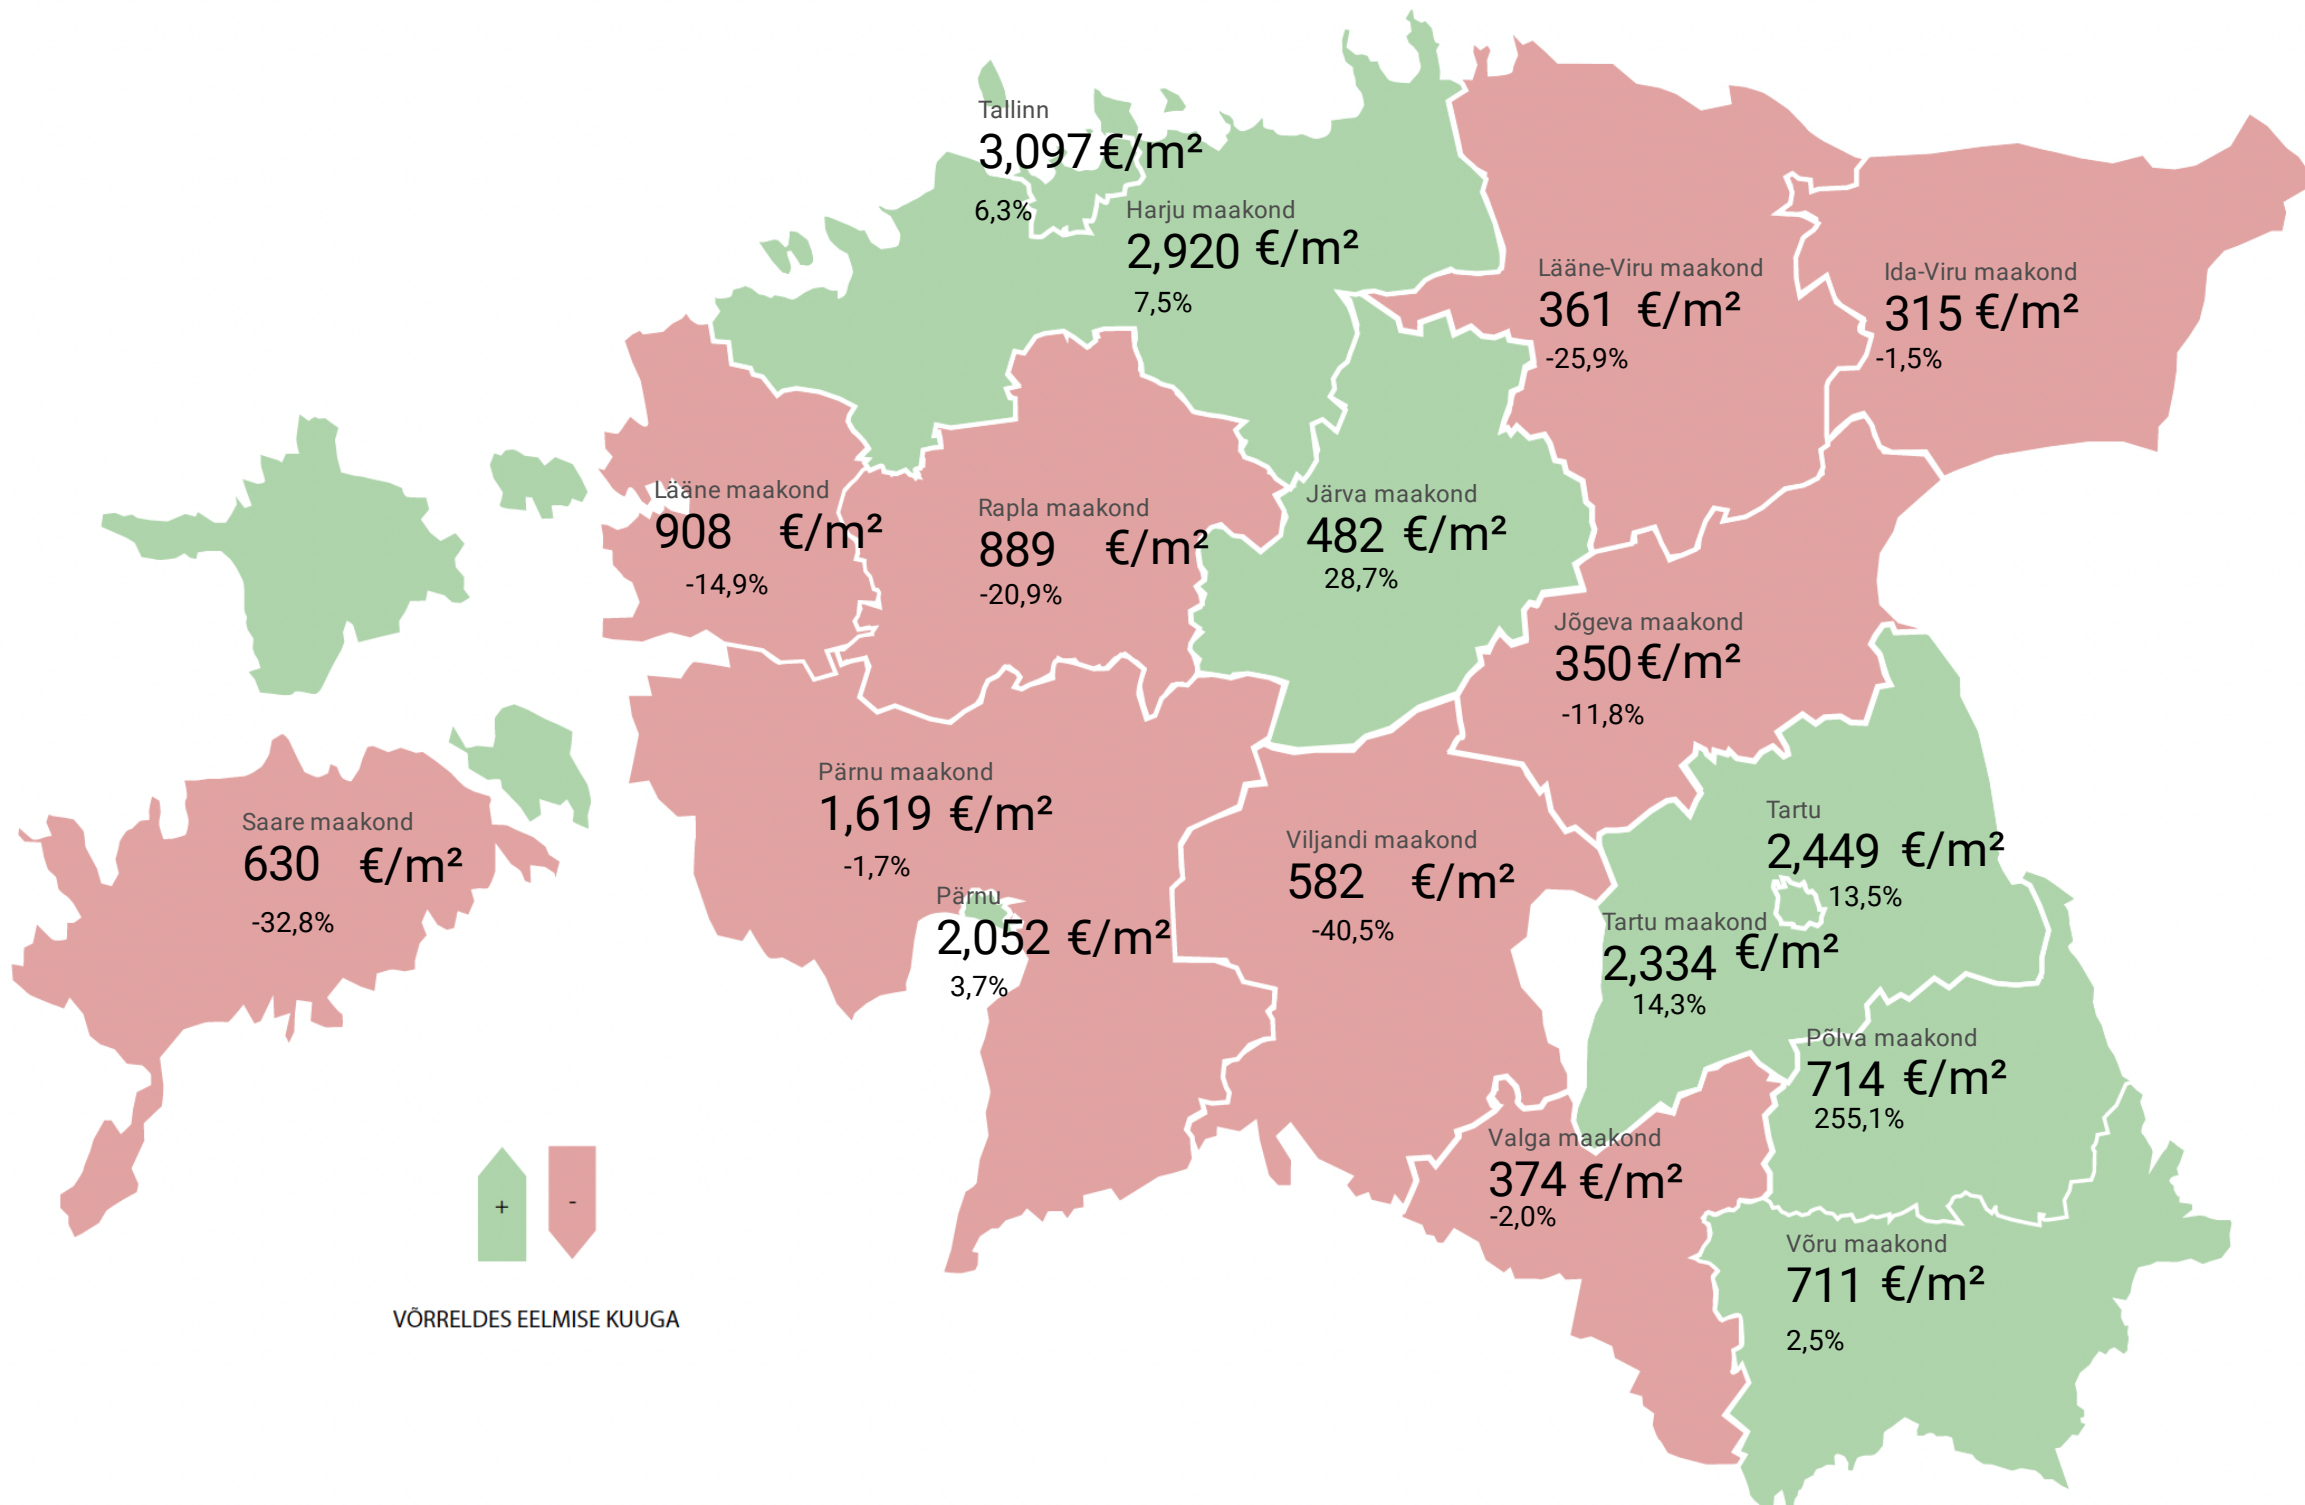 Tallinn
3,097 €/m²
6,3%
Harju maakond
2,920 €/m²
7,5%
Lääne-Viru maakond
361 €/m²
-25,9%
Ida-Viru maakond
315 €/m²
-1,5%
Lääne maakond
908 €/m²
-14,9%
Rapla maakond
889 €/m²
-20,9%
Järva maakond
482 €/m²
28,7%
Jõgeva maakond
350 €/m²
-11,8%
Saare maakond
630 €/m²
-32,8%
Pärnu maakond
1,619 €/m²
-1,7%
Pärnu
2,052 €/m²
3,7%
Viljandi maakond
582 €/m²
-40,5%
Tartu
2,449 €/m²
13,5%
Tartu maakond
2,334 €/m²
14,3%
Põlva maakond
714 €/m²
255,1%
Valga maakond
374 €/m²
-2,0%
Võru maakond
711 €/m²
2,5%
+ -
VÕRRELDES EELMISE KUUGA